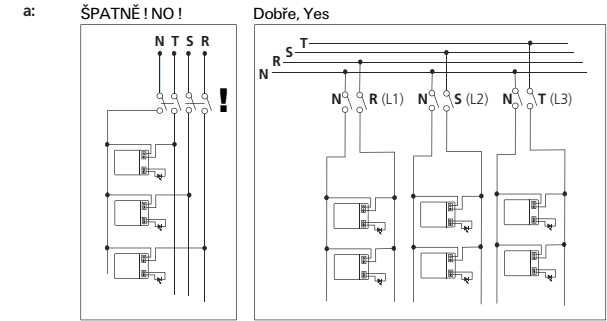 a:
ŠPATNĚ ! NO !
Dobře, Yes
N T S R
!
T
S
R
N
N R (L1) N S (L2) N T (L3)